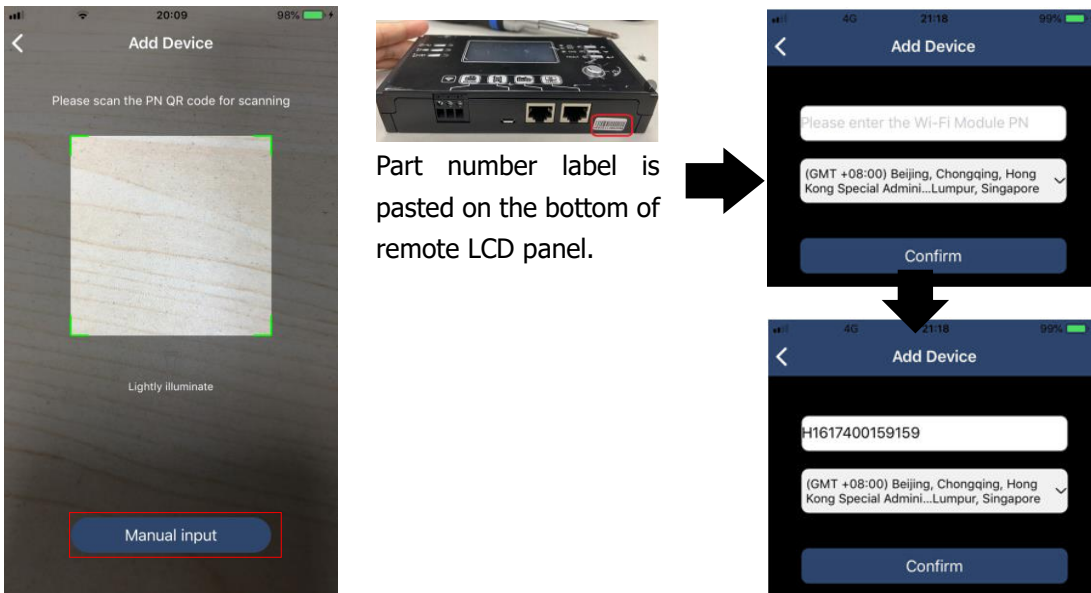 20:09
98%
Add Device
Please scan the PN QR code for scanning
Lightly illuminate
Manual input
Part number label is
pasted on the bottom of
remote LCD panel.
4G
21:18
99%
Add Device
Please enter the Wi-Fi Module PN
(GMT +08:00) Beijing, Chongqing, Hong
Kong Special Admini...Lumpur, Singapore
Confirm
4G
21:18
99%
Add Device
H1617400159159
(GMT +08:00) Beijing, Chongqing, Hong
Kong Special Admini...Lumpur, Singapore
Confirm